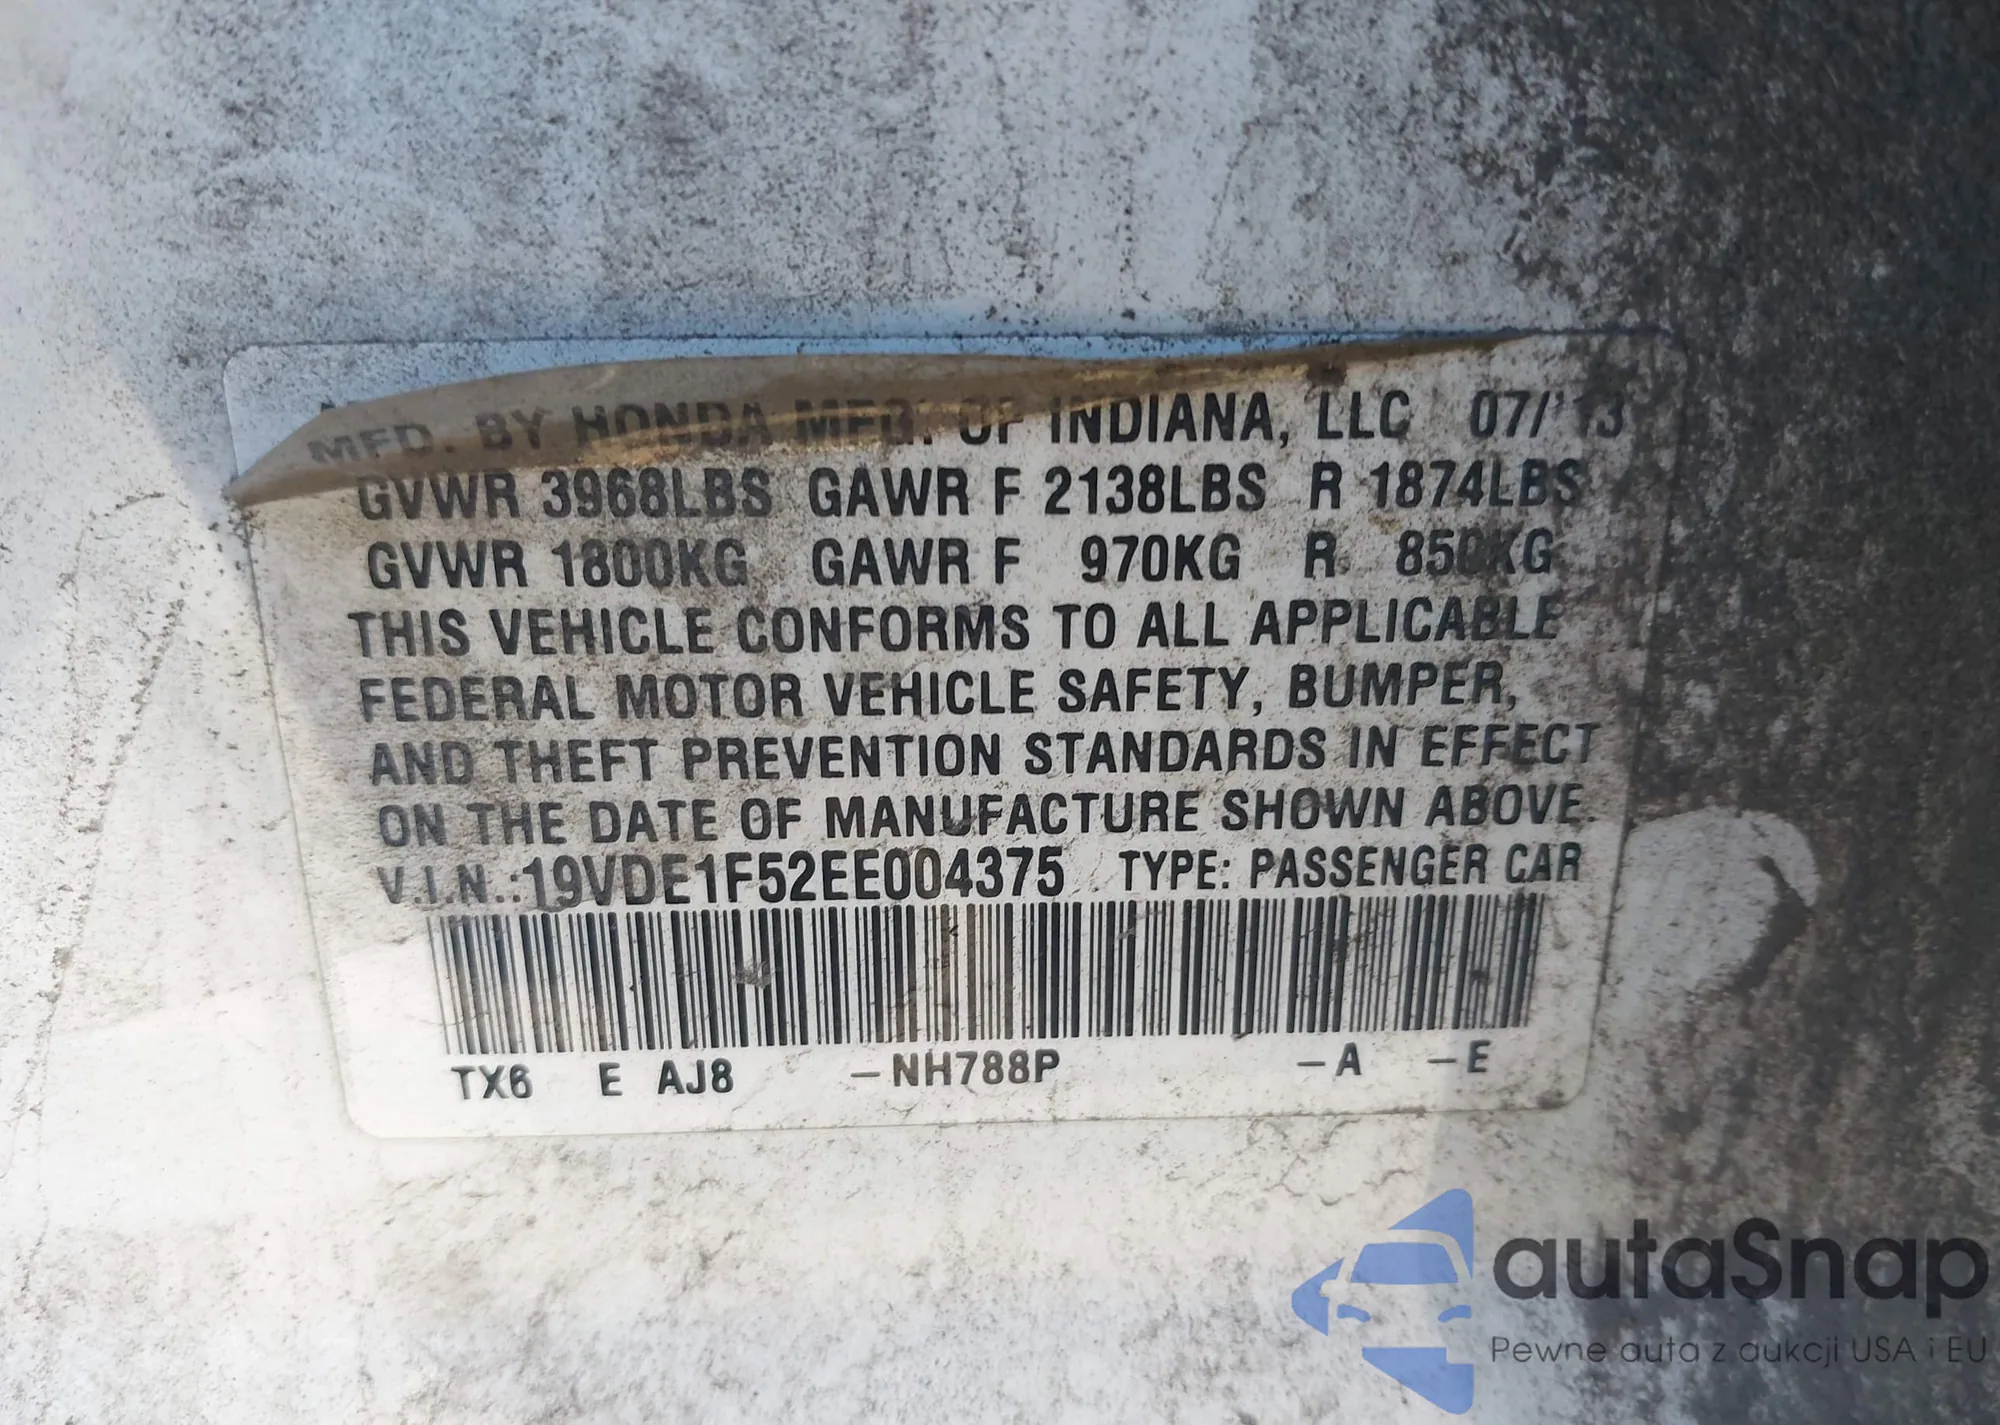 MFD. BY HONDA MFG. OF INDIANA, LLC 07/'13
GVWR 3968LBS GAWR F 2138LBS R 1874LBS
GVWR 1800KG GAWR F 970KG R 850KG
THIS VEHICLE CONFORMS TO ALL APPLICABLE
FEDERAL MOTOR VEHICLE SAFETY, BUMPER,
AND THEFT PREVENTION STANDARDS IN EFFECT
ON THE DATE OF MANUFACTURE SHOWN ABOVE.
V.I.N.:19VDE1F52EE004375 TYPE: PASSENGER CAR
TX6 E AJ8 –NH788P –A –E
autaSnap
Pewne auta z aukcji USA i EU